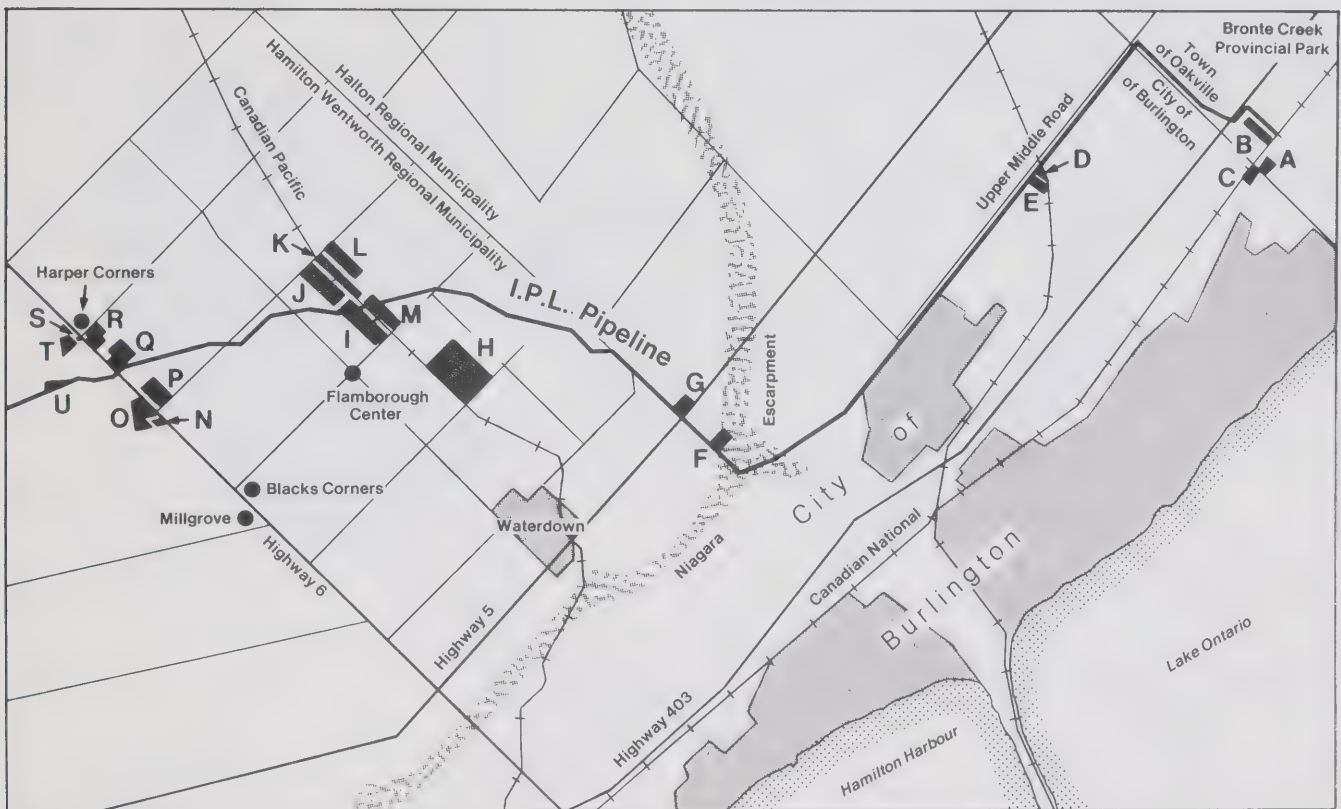 Bronte Creek
Provincial Park
Town
of Oakville
City of
of Burlington
Halton Regional Municipality
Hamilton Wentworth Regional Municipality
Canadian Pacific
Upper Middle Road
D
E
B
A
C
K
L
Harper Corners
J
S
R
T
Q
I
M
I.P.L. Pipeline
H
U
P
O
N
Flamborough
Center
G
F
Escarpment
Blacks Corners
Millgrove
Waterdown
City
of
Niagara
Highway 6
Highway 5
Canadian National
Burlington
Highway 403
Lake Ontario
Hamilton Harbour